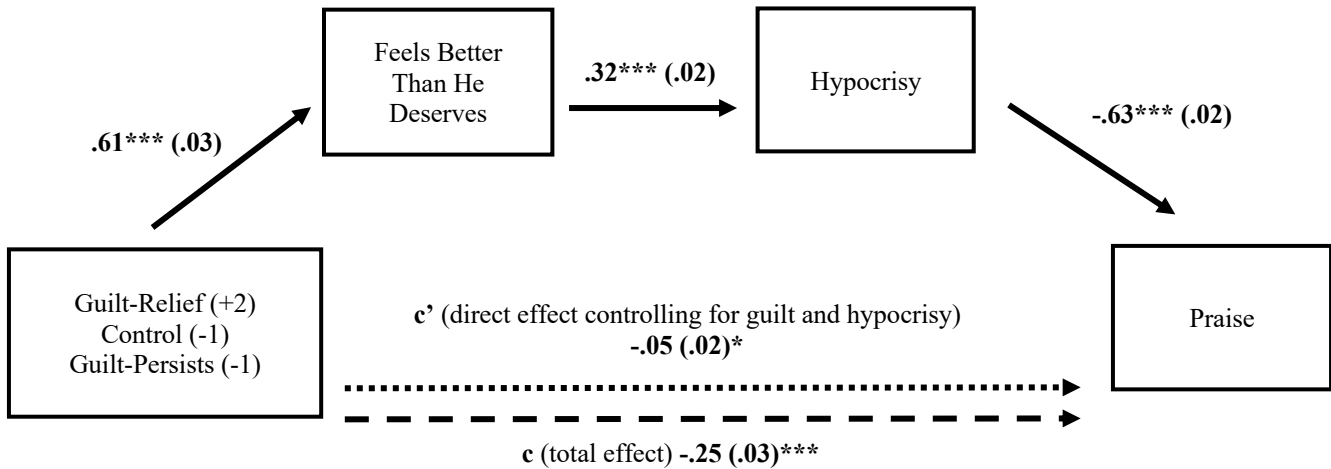 Feels Better
Than He
Deserves
.32*** (.02)
Hypocrisy
.61*** (.03)
-.63*** (.02)
Guilt-Relief (+2)
Control (-1)
Guilt-Persists (-1)
c’ (direct effect controlling for guilt and hypocrisy)
-.05 (.02)*
Praise
c (total effect) -.25 (.03)***